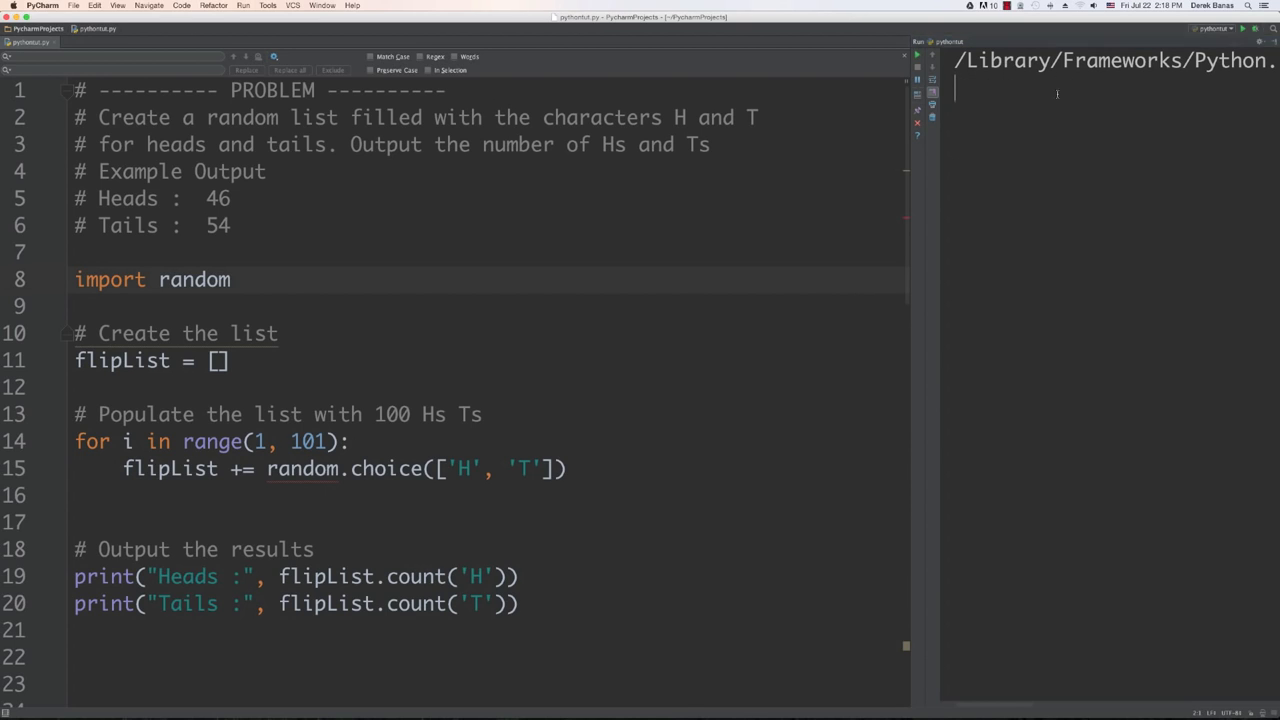 PyCharm File Edit View Navigate Code Refactor Run Tools VCS Window Help
10 Fri Jul 22 2:18 PM Derek Banas
pythontut.py - PycharmProjects - [~/PycharmProjects]
PycharmProjects pythontut.py pythontut
pythontut.py
Run pythontut
Match Case Regex Words
Replace Replace all Exclude Preserve Case In Selection
1 # ---------- PROBLEM ----------
2 # Create a random list filled with the characters H and T
3 # for heads and tails. Output the number of Hs and Ts
4 # Example Output
5 # Heads :  46
6 # Tails :  54
7
8 import random
9
10 # Create the list
11 flipList = []
12
13 # Populate the list with 100 Hs Ts
14 for i in range(1, 101):
15     flipList += random.choice(['H', 'T'])
16
17
18 # Output the results
19 print("Heads :", flipList.count('H'))
20 print("Tails :", flipList.count('T'))
21
22
23
/Library/Frameworks/Python.
2:1 LF÷ UTF-8÷